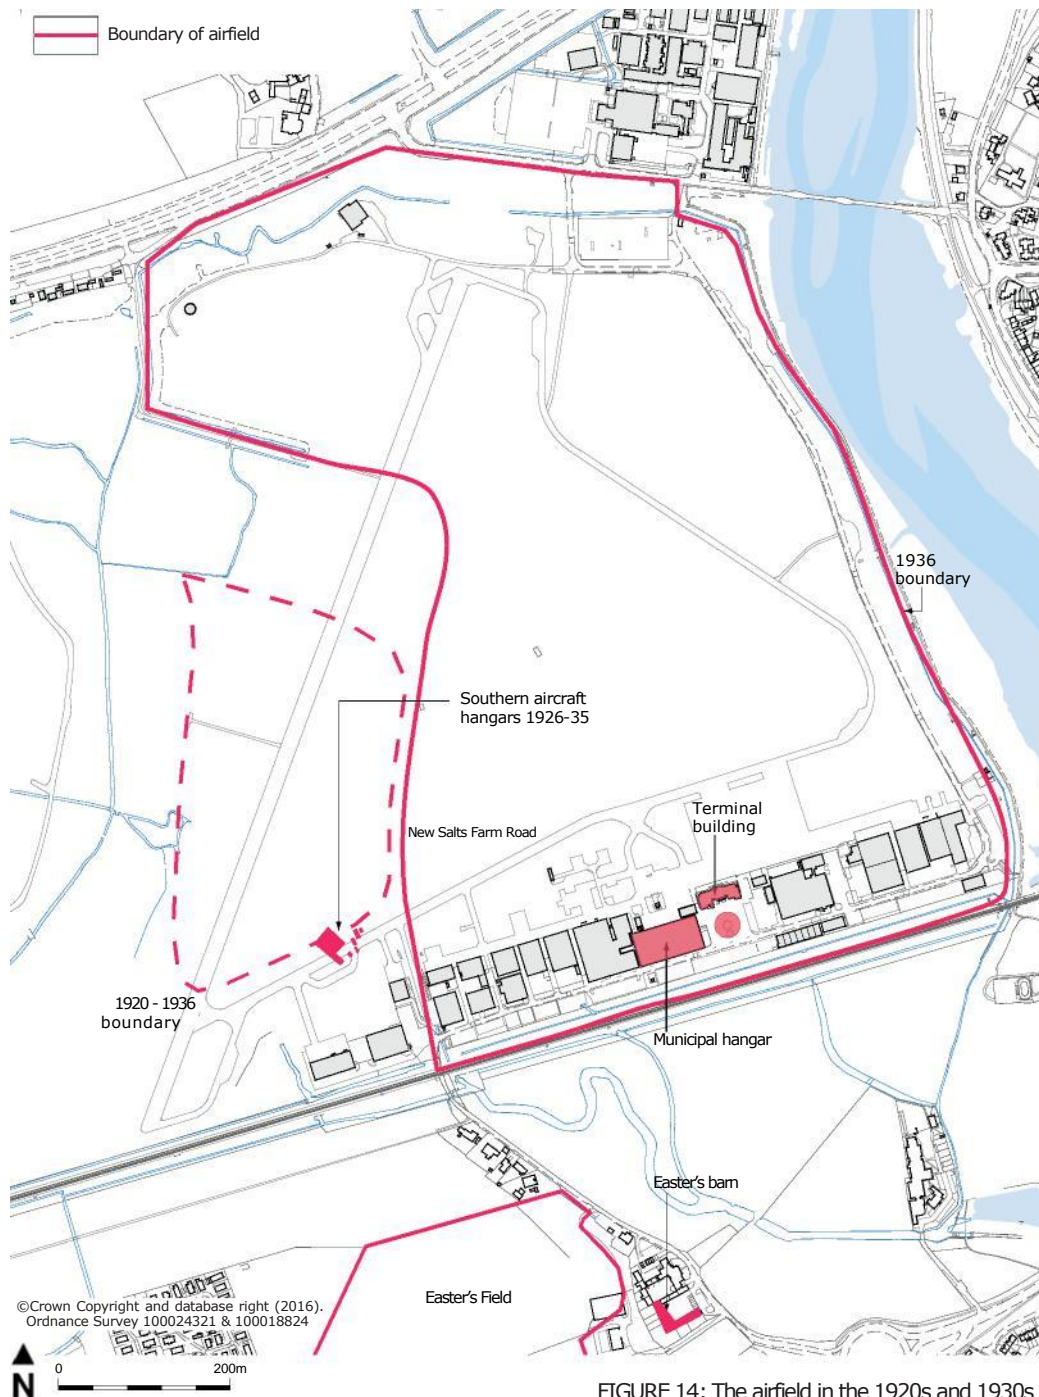 Boundary of airfield
1936
boundary
Southern aircraft
hangars 1926-35
Terminal
building
New Salts Farm Road
1920 - 1936
boundary
Municipal hangar
Easter's barn
Easter's Field
©Crown Copyright and database right (2016).
Ordnance Survey 100024321 & 100018824
0 200m
N
FIGURE 14: The airfield in the 1920s and 1930s